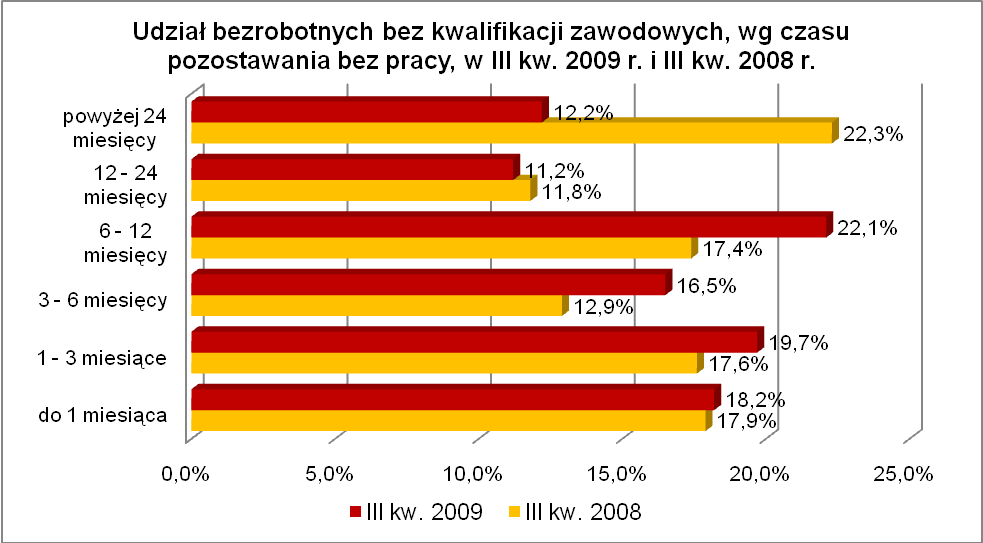 Udział bezrobotnych bez kwalifikacji zawodowych, wg czasu
pozostawania bez pracy, w III kw. 2009 r. i III kw. 2008 r.
powyżej 24
miesięcy
12,2%
22,3%
12 - 24
miesięcy
11,2%
11,8%
6 - 12
miesięcy
22,1%
17,4%
3 - 6 miesięcy
16,5%
12,9%
1 - 3 miesiące
19,7%
17,6%
do 1 miesiąca
18,2%
17,9%
0,0% 5,0% 10,0% 15,0% 20,0% 25,0%
III kw. 2009 III kw. 2008